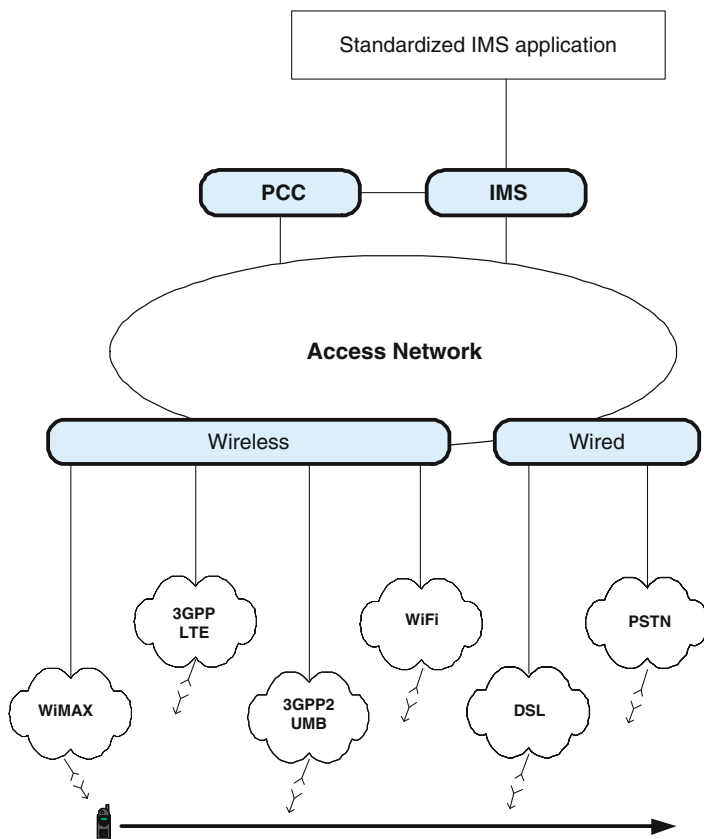 Standardized IMS application
PCC
IMS
Access Network
Wireless
Wired
3GPP
LTE
WiFi
PSTN
WiMAX
3GPP2
UMB
DSL